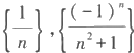 {1/n}, {(-1)^n/(n^2+1)}